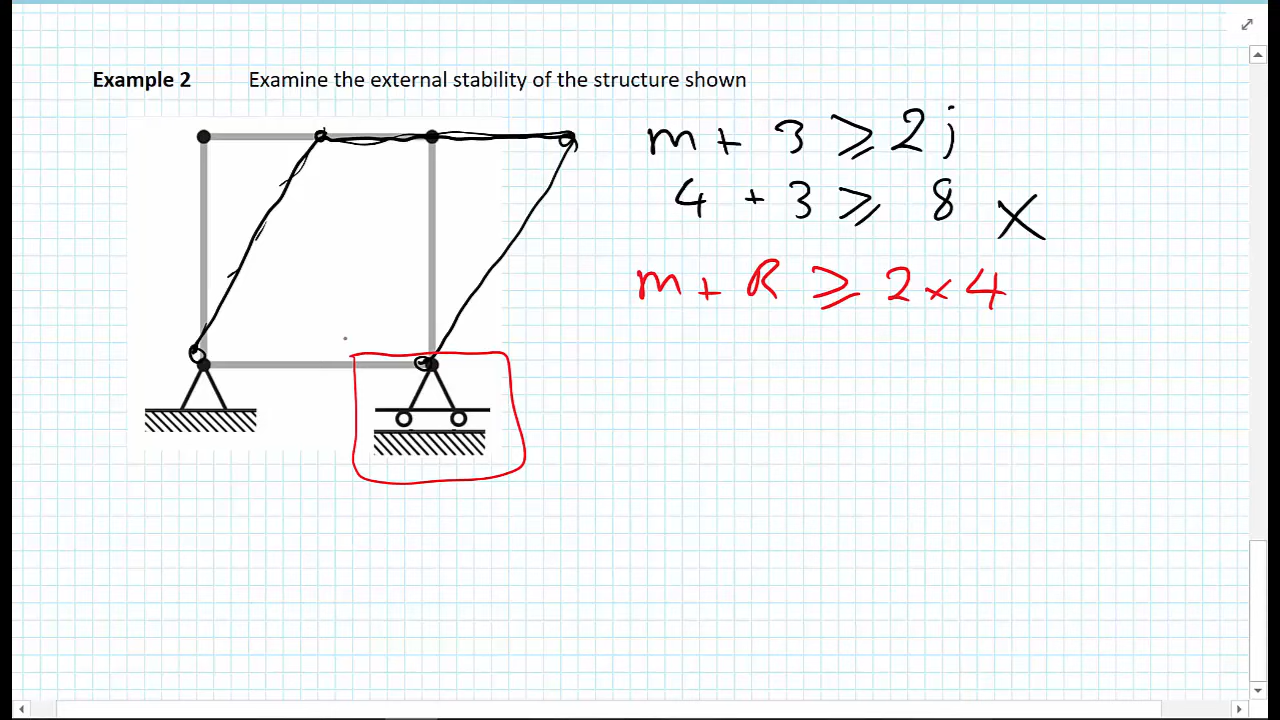 Example 2 Examine the external stability of the structure shown
m + 3 ⩾ 2j
4 + 3 ⩾ 8 X
m + R ⩾ 2 × 4